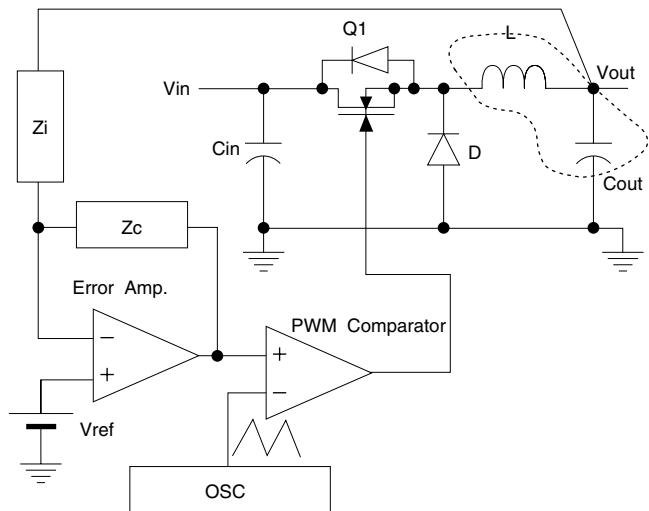 Q1
L
Vin
Vout
Zi
Cin
D
Cout
Zc
Error Amp.
PWM Comparator
−
+
+
−
Vref
OSC